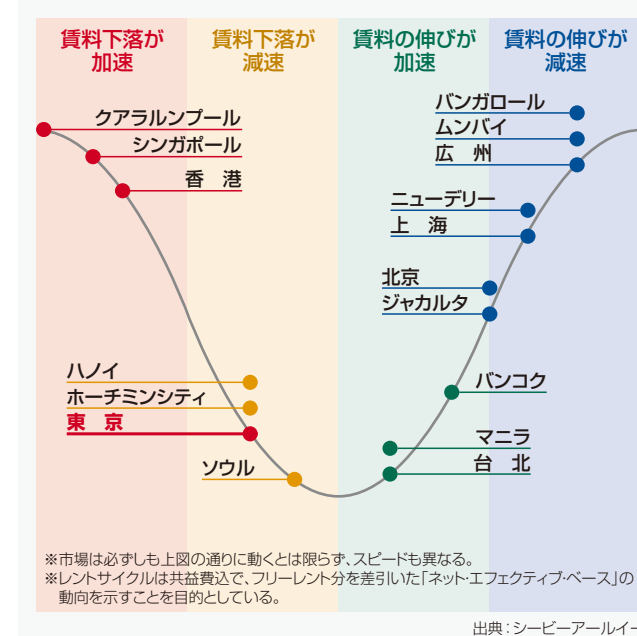 賃料下落が
加速
賃料下落が
減速
賃料の伸びが
加速
賃料の伸びが
減速
クアラルンプール
シンガポール
香 港
バンガロール
ムンバイ
広 州
ニューデリー
上 海
北京
ジャカルタ
ハノイ
ホーチミンシティ
東 京
ソウル
バンコク
マニラ
台 北
※市場は必ずしも上図の通りに動くとは限らず、スピードも異なる。
※レントサイクルは共益費込で、フリーレント分を差引いた「ネット・エフェクティブ・ベース」の
動向を示すことを目的としている。
出典：シービーアールイー